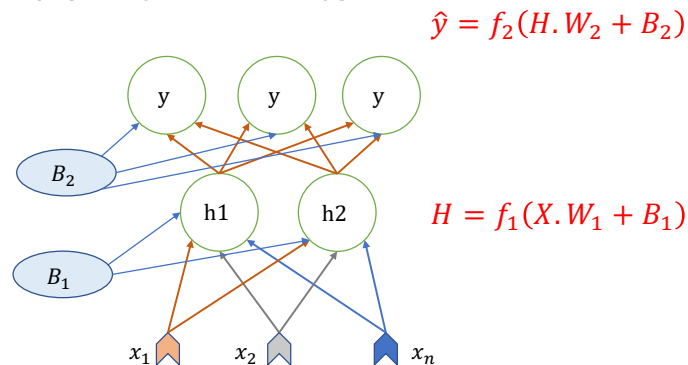 ŷ = f₂(H.W₂ + B₂)
y y y
B₂
h1 h2
H = f₁(X.W₁ + B₁)
B₁
x₁ x₂ xₙ